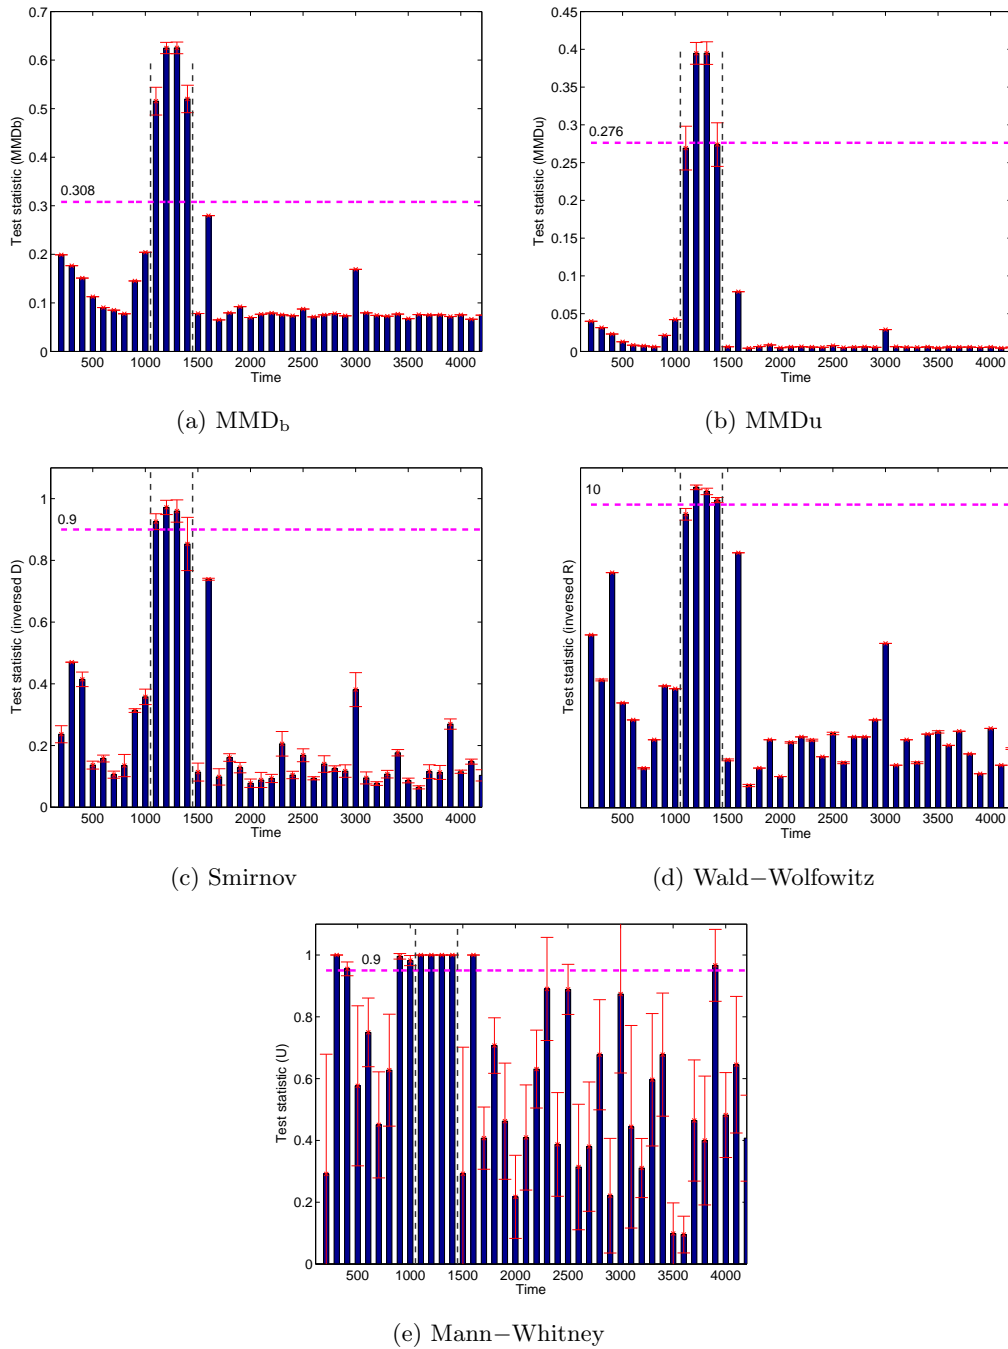 0.7
0.6
0.5
0.4
0.3
0.2
0.1
0
0.308
Test statistic (MMDb)
500 1000 1500 2000 2500 3000 3500 4000
Time
(a) MMDb
0.45
0.4
0.35
0.3
0.25
0.2
0.15
0.1
0.05
0
0.276
Test statistic (MMDu)
500 1000 1500 2000 2500 3000 3500 4000
Time
(b) MMDu
1
0.8
0.6
0.4
0.2
0
0.9
Test statistic (inversed D)
500 1000 1500 2000 2500 3000 3500 4000
Time
(c) Smirnov
10
Test statistic (inversed R)
500 1000 1500 2000 2500 3000 3500 4000
Time
(d) Wald−Wolfowitz
1
0.8
0.6
0.4
0.2
0
0.9
Test statistic (U)
500 1000 1500 2000 2500 3000 3500 4000
Time
(e) Mann−Whitney